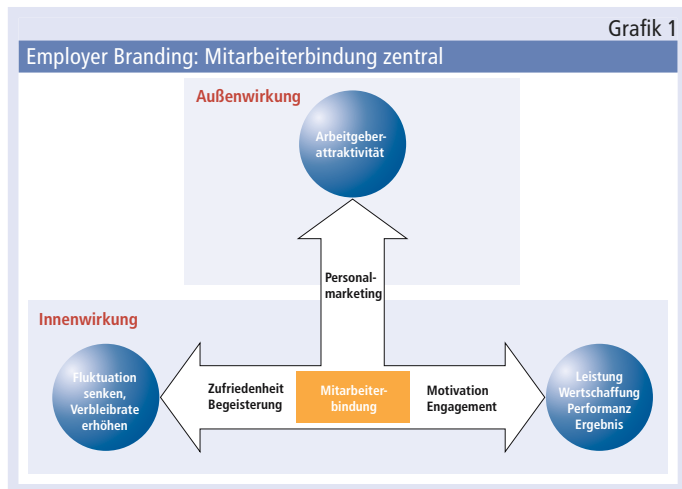 Grafik 1
Employer Branding: Mitarbeiterbindung zentral
Außenwirkung
Arbeitgeber-
attraktivität
Personal-
marketing
Innenwirkung
Fluktuation
senken,
Verbleibrate
erhöhen
Zufriedenheit
Begeisterung
Mitarbeiter-
bindung
Motivation
Engagement
Leistung
Wertschaffung
Performanz
Ergebnis